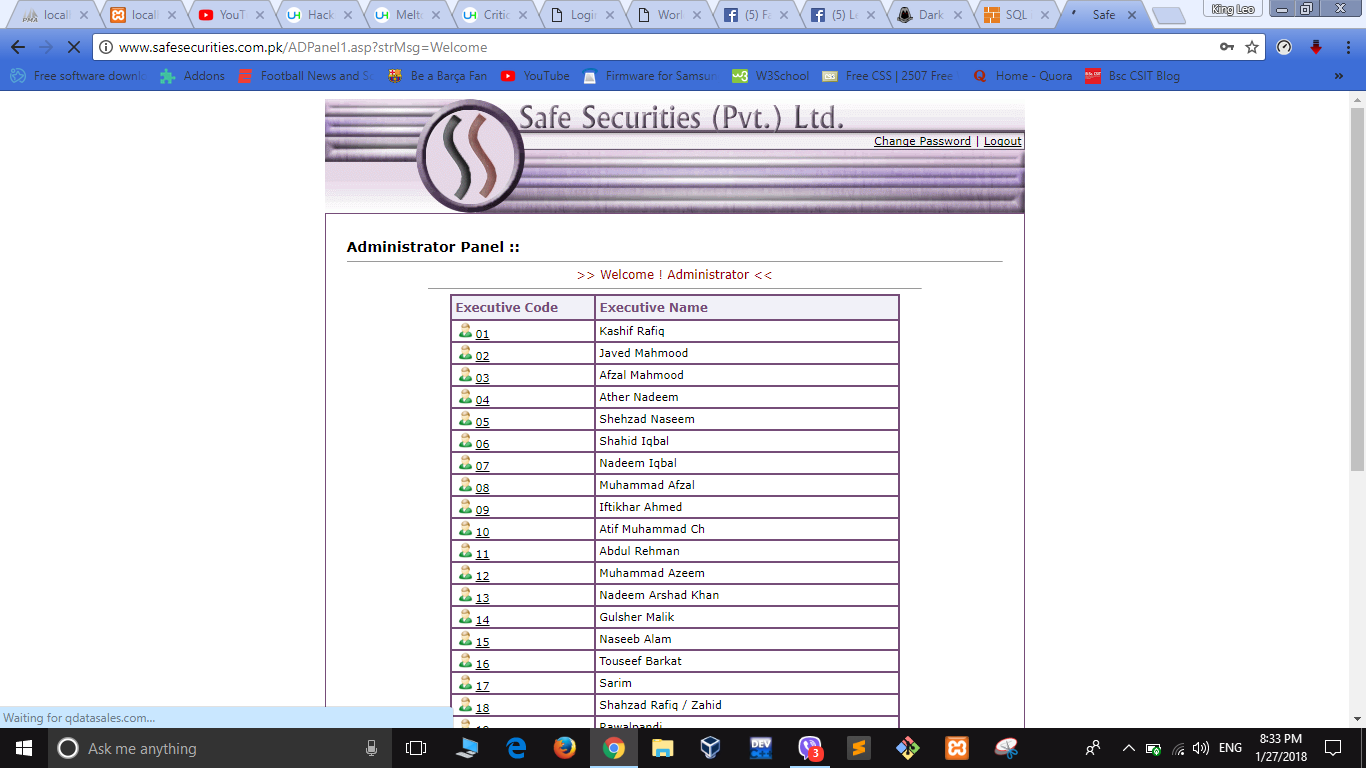 locall
locall
YouT
Hack
Melt
Critic
Login
Worl
(5) Fa
(5) Le
Dark
SQL
Safe
King Leo
www.safesecurities.com.pk/ADPanel1.asp?strMsg=Welcome
Free software downl
Addons
Football News and S
Be a Barça Fan
YouTube
Firmware for Samsun
W3School
Free CSS | 2507 Free
Home - Quora
Bsc CSIT Blog
»
Safe Securities (Pvt.) Ltd.
Change Password | Logout
Administrator Panel ::
>> Welcome ! Administrator <<
Executive Code Executive Name
01 Kashif Rafiq
02 Javed Mahmood
03 Afzal Mahmood
04 Ather Nadeem
05 Shehzad Naseem
06 Shahid Iqbal
07 Nadeem Iqbal
08 Muhammad Afzal
09 Iftikhar Ahmed
10 Atif Muhammad Ch
11 Abdul Rehman
12 Muhammad Azeem
13 Nadeem Arshad Khan
14 Gulsher Malik
15 Naseeb Alam
16 Touseef Barkat
17 Sarim
18 Shahzad Rafiq / Zahid
Rawalpandi
Waiting for qdatasales.com...
Ask me anything
DEV
3
ENG
8:33 PM
1/27/2018